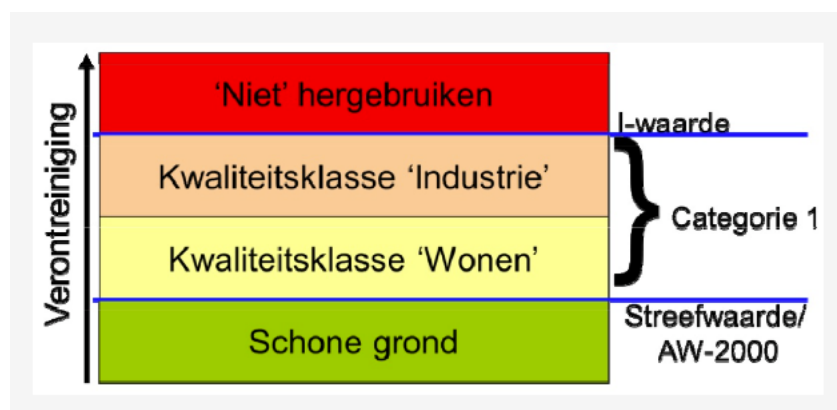 Verontreiniging
‘Niet’ hergebruiken
I-waarde
Kwaliteitsklasse ‘Industrie’
Categorie 1
Kwaliteitsklasse ‘Wonen’
Streefwaarde/
AW-2000
Schone grond